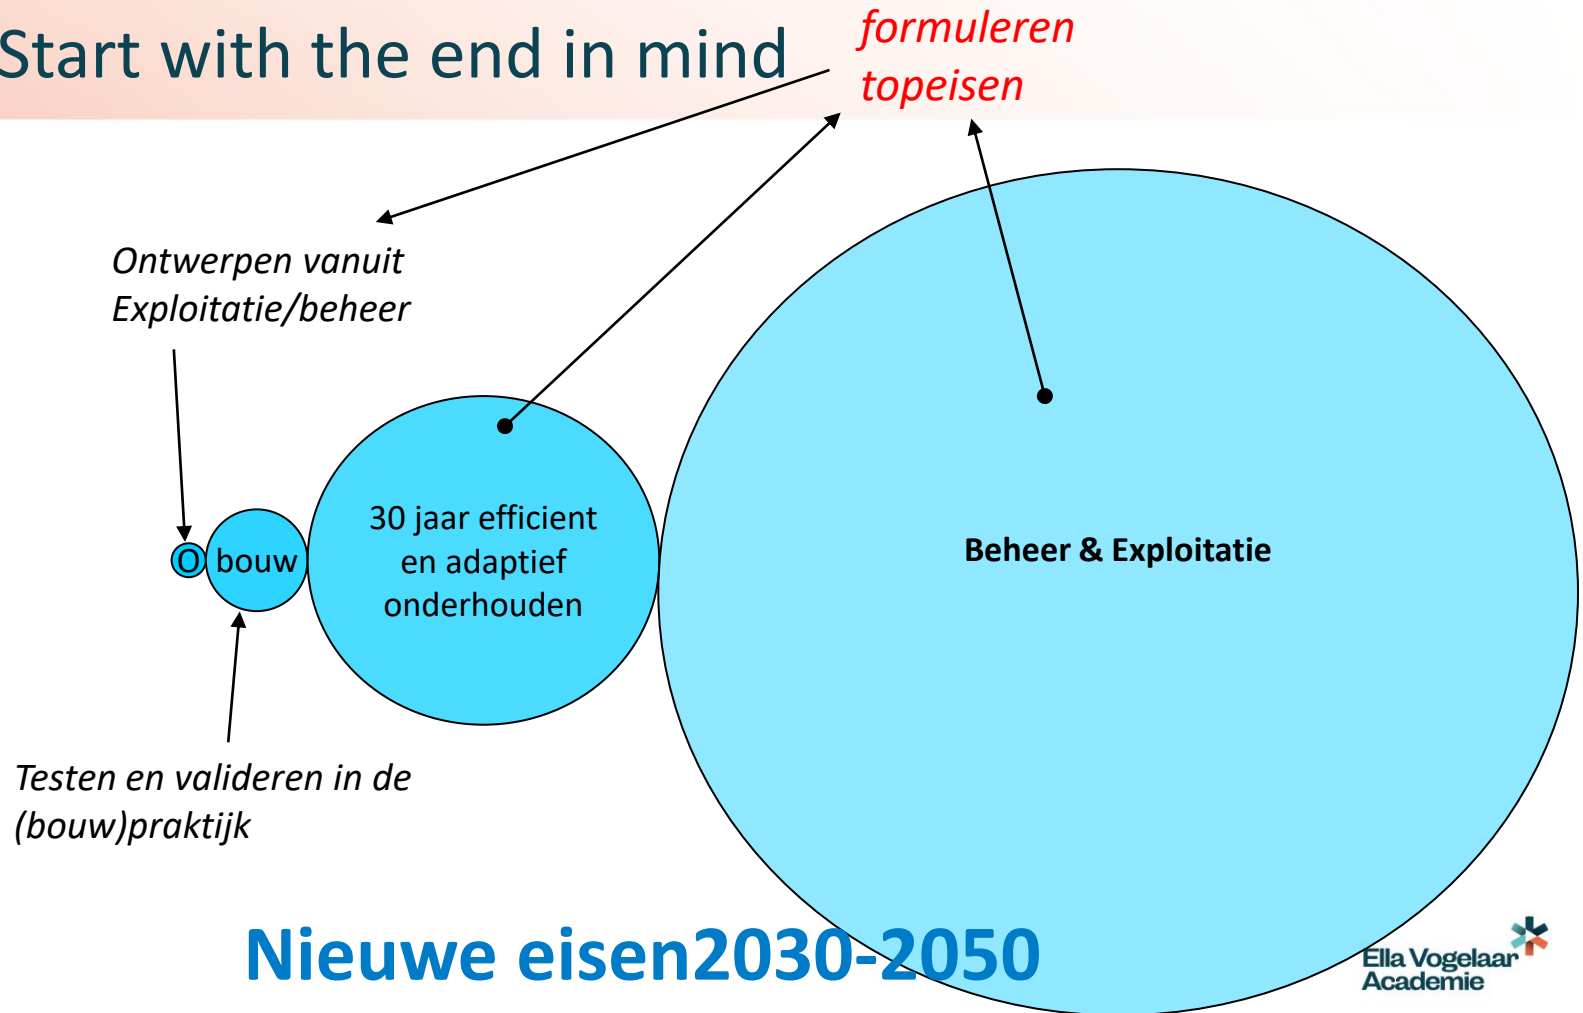 Start with the end in mind
formuleren
topeisen
Ontwerpen vanuit
Exploitatie/beheer
O
bouw
30 jaar efficient
en adaptief
onderhouden
Beheer & Exploitatie
Testen en valideren in de
(bouw)praktijk
Nieuwe eisen2030-2050
Ella Vogelaar
Academie